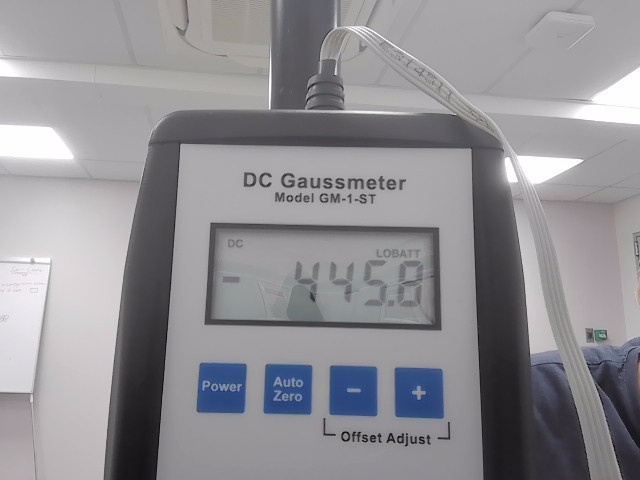 DC Gaussmeter
Model GM-1-ST
DC
LOBATT
- 445.8
Power
Auto
Zero
-
+
Offset Adjust